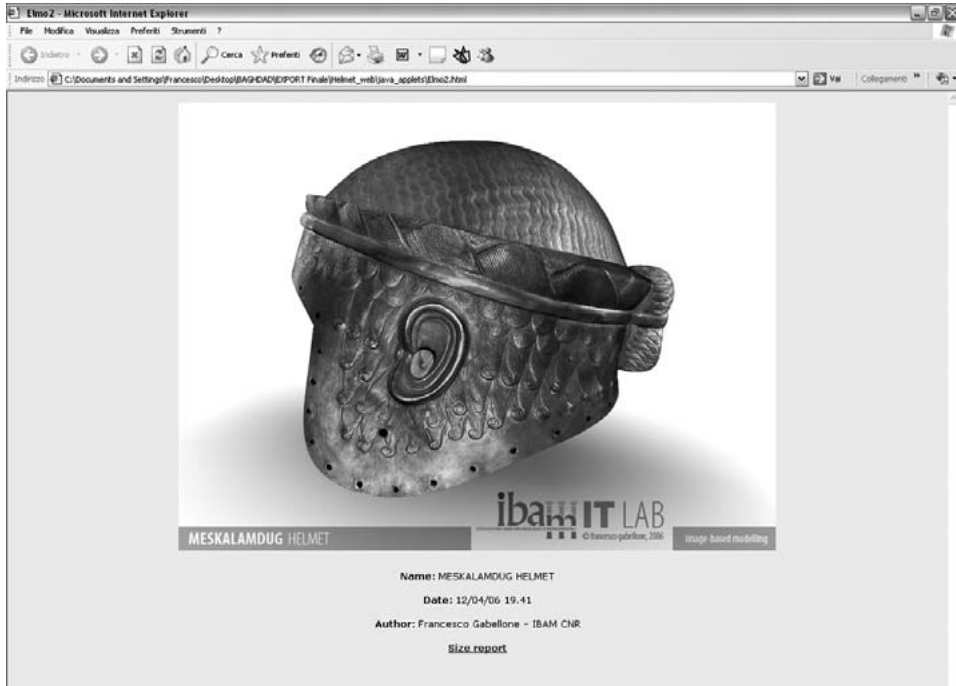 Elmo2 - Microsoft Internet Explorer
File Modifica Visualizza Preferiti Strumenti ?
Indietro Cerca Preferiti
Indirizzo C:\Documents and Settings\Francesco\Desktop\BAGHDAD\EXPORT Finale\Helmet_web\java_applets\Elmo2.html Vai Collegamenti »
ibam IT LAB
© francesco gabellone, 2006
MESKALAMDUG HELMET
image-based modelling
Name: MESKALAMDUG HELMET
Date: 12/04/06 19.41
Author: Francesco Gabellone - IBAM CNR
Size report